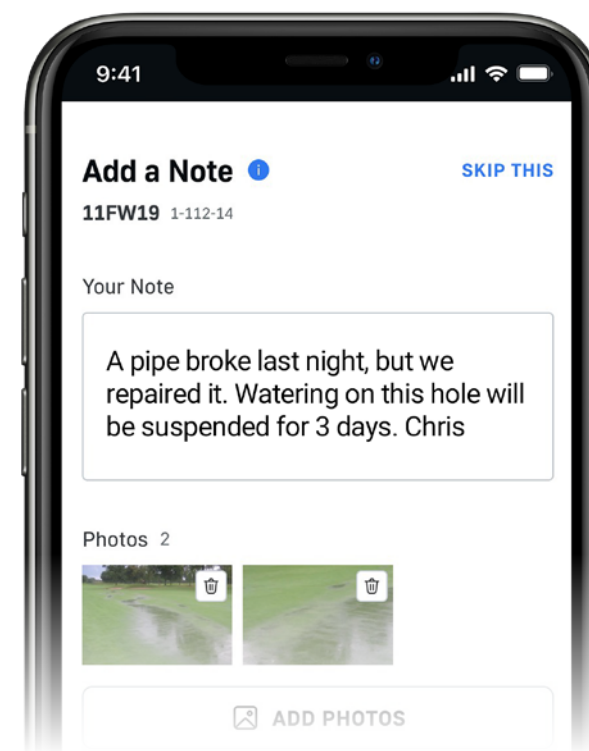 9:41
Add a Note
SKIP THIS
11FW19 1-112-14
Your Note
A pipe broke last night, but we
repaired it. Watering on this hole will
be suspended for 3 days. Chris
Photos 2
ADD PHOTOS